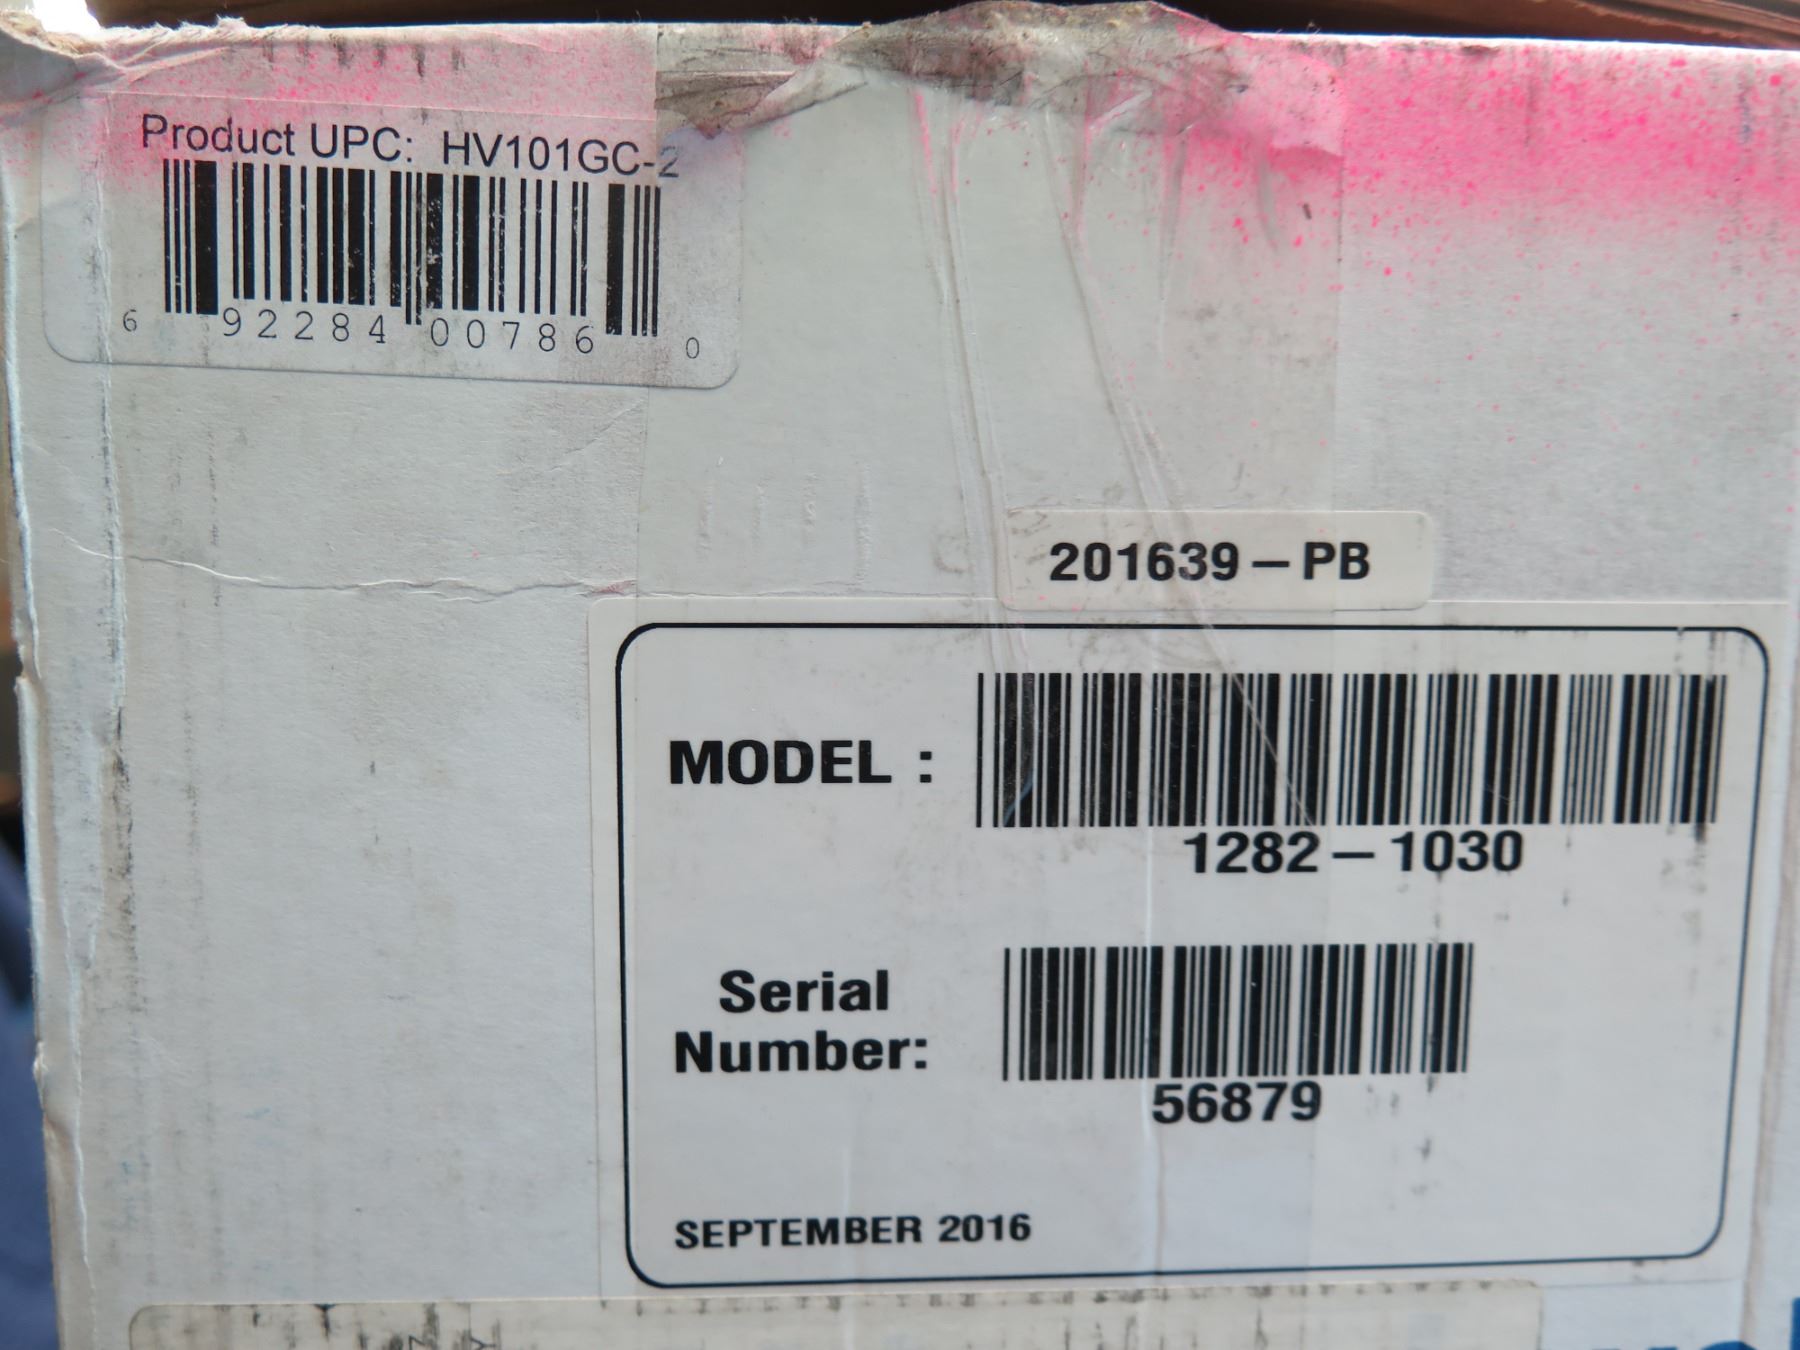 Product UPC: HV101GC-2
6 92284 00786 0
201639-PB
MODEL :
1282-1030
Serial
Number:
56879
SEPTEMBER 2016